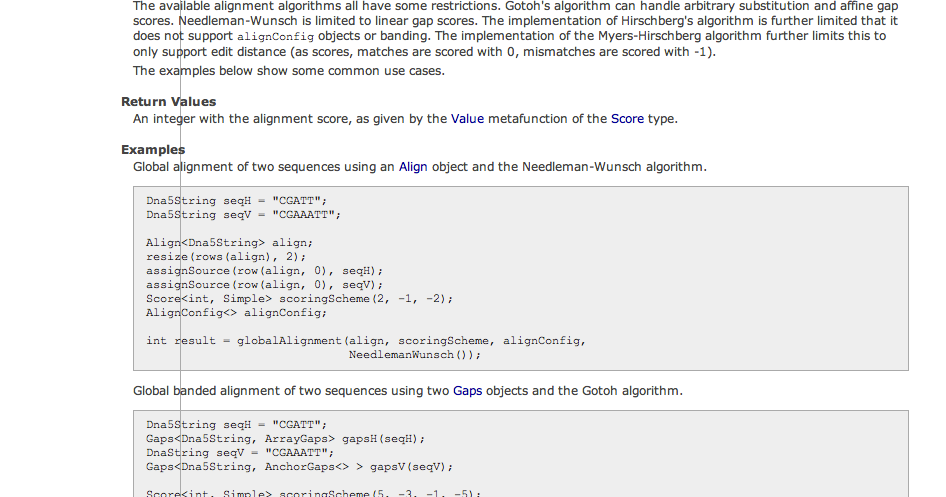 The available alignment algorithms all have some restrictions. Gotoh's algorithm can handle arbitrary substitution and affine gap
scores. Needleman-Wunsch is limited to linear gap scores. The implementation of Hirschberg's algorithm is further limited that it
does not support alignConfig objects or banding. The implementation of the Myers-Hirschberg algorithm further limits this to
only support edit distance (as scores, matches are scored with 0, mismatches are scored with -1).
The examples below show some common use cases.
Return Values
An integer with the alignment score, as given by the Value metafunction of the Score type.
Examples
Global alignment of two sequences using an Align object and the Needleman-Wunsch algorithm.
Dna5String seqH = "CGATT";
Dna5String seqV = "CGAAATT";
Align<Dna5String> align;
resize(rows(align), 2);
assignSource(row(align, 0), seqH);
assignSource(row(align, 0), seqV);
Score<int, Simple> scoringScheme(2, -1, -2);
AlignConfig<> alignConfig;
int result = globalAlignment(align, scoringScheme, alignConfig,
NeedlemanWunsch());
Global banded alignment of two sequences using two Gaps objects and the Gotoh algorithm.
Dna5String seqH = "CGATT";
Gaps<Dna5String, ArrayGaps> gapsH(seqH);
DnaString seqV = "CGAAATT";
Gaps<Dna5String, AnchorGaps<> > gapsV(seqV);
Score<int, Simple> scoringScheme(5, -3, -1, -5);